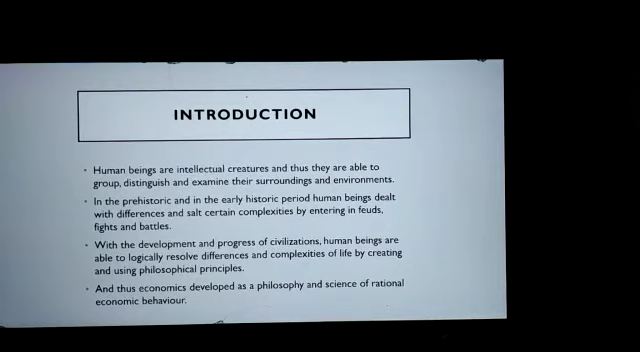 INTRODUCTION
• Human beings are intellectual creatures and thus they are able to
group, distinguish and examine their surroundings and environments.
• In the prehistoric and in the early historic period human beings dealt
with differences and salt certain complexities by entering in feuds,
fights and battles.
• With the development and progress of civilizations, human beings are
able to logically resolve differences and complexities of life by creating
and using philosophical principles.
• And thus economics developed as a philosophy and science of rational
economic behaviour.